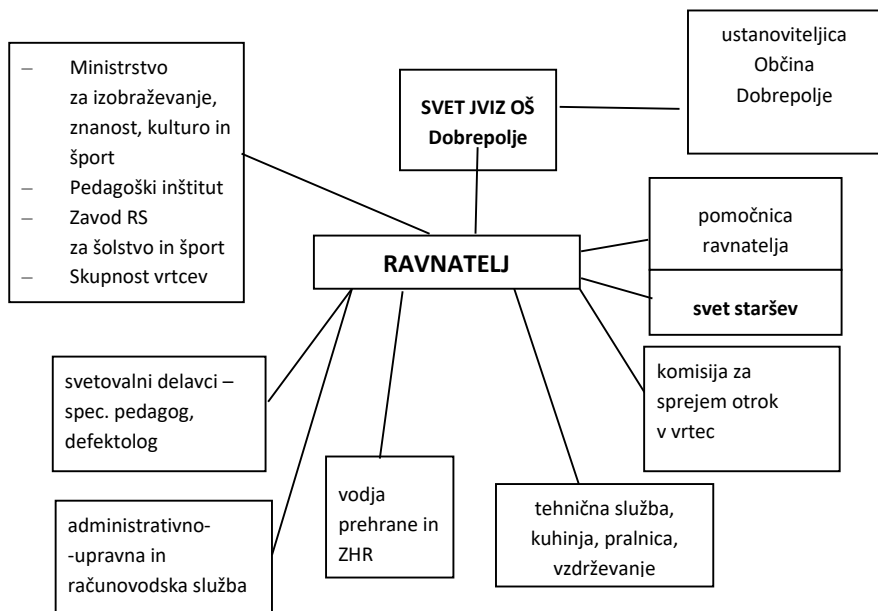 – Ministrstvo
za izobraževanje,
znanost, kulturo in
šport
– Pedagoški inštitut
– Zavod RS
za šolstvo in šport
– Skupnost vrtcev
SVET JVIZ OŠ
Dobrepolje
ustanoviteljica
Občina
Dobrepolje
RAVNATELJ
pomočnica
ravnatelja
svet staršev
komisija za
sprejem otrok
v vrtec
svetovalni delavci –
spec. pedagog,
defektolog
administrativno-
-upravna in
računovodska služba
vodja
prehrane in
ZHR
tehnična služba,
kuhinja, pralnica,
vzdrževanje